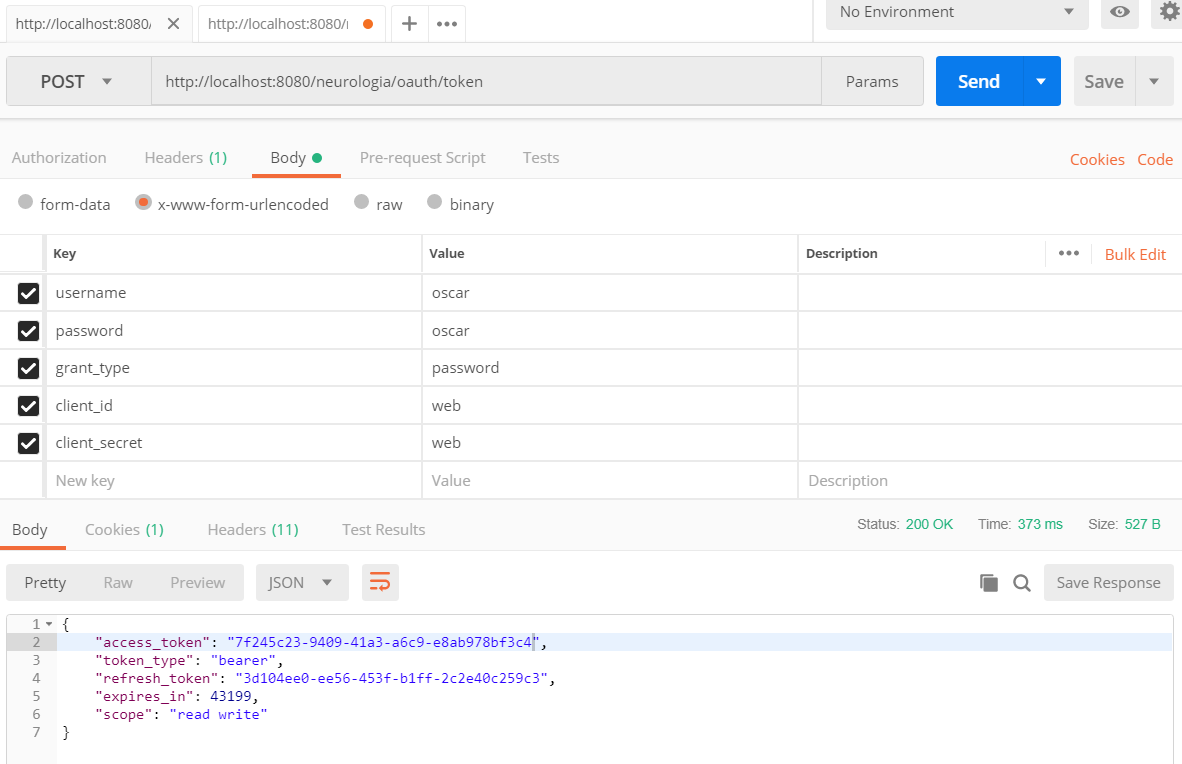 http://localhost:8080/
http://localhost:8080/
No Environment
POST
http://localhost:8080/neurologia/oauth/token
Params
Send
Save
Authorization
Headers (1)
Body
Pre-request Script
Tests
Cookies
Code
form-data
x-www-form-urlencoded
raw
binary
Key
Value
Description
Bulk Edit
username
oscar
password
oscar
grant_type
password
client_id
web
client_secret
web
New key
Value
Description
Body
Cookies (1)
Headers (11)
Test Results
Status: 200 OK
Time: 373 ms
Size: 527 B
Pretty
Raw
Preview
JSON
Save Response
1 {
2 "access_token": "7f245c23-9409-41a3-a6c9-e8ab978bf3c4",
3 "token_type": "bearer",
4 "refresh_token": "3d104ee0-ee56-453f-b1ff-2c2e40c259c3",
5 "expires_in": 43199,
6 "scope": "read write"
7 }